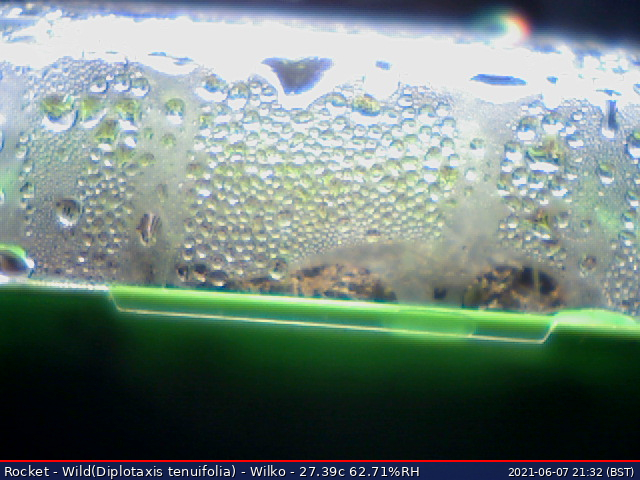 Rocket - Wild(Diplotaxis tenuifolia) - Wilko - 27.39c 62.71%RH
2021-06-07 21:32 (BST)